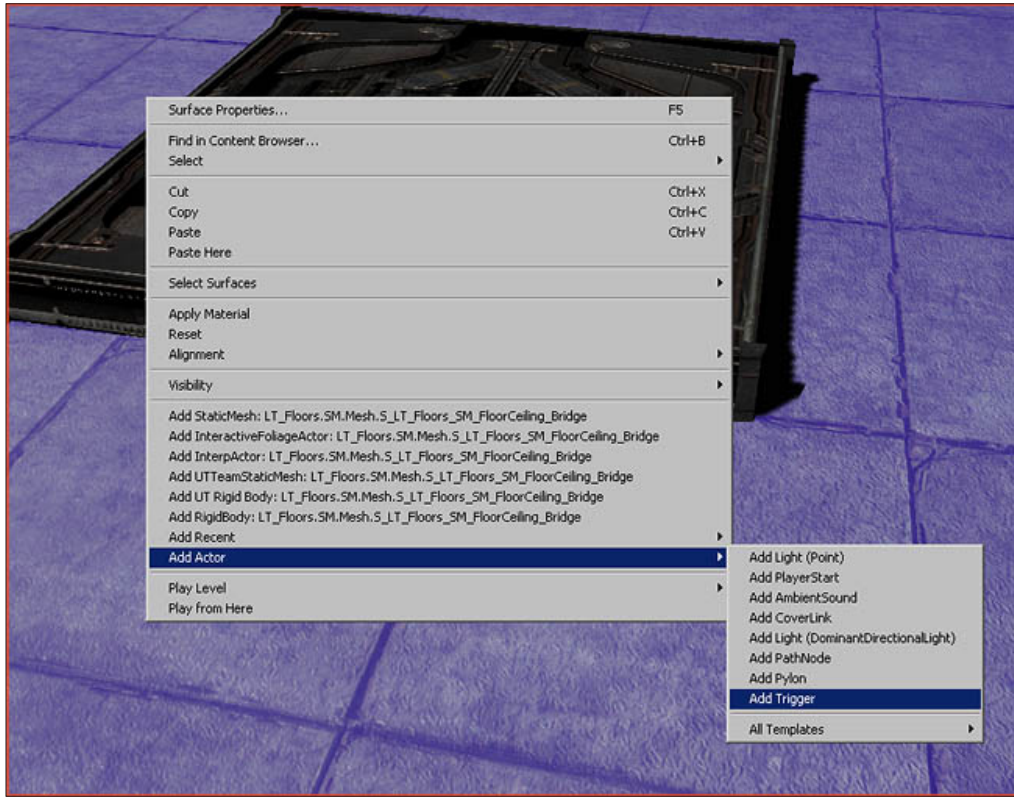 Surface Properties... F5
Find in Content Browser... Ctrl+B
Select
Cut Ctrl+X
Copy Ctrl+C
Paste Ctrl+V
Paste Here
Select Surfaces
Apply Material
Reset
Alignment
Visibility
Add StaticMesh: LT_Floors.SM.Mesh.S_LT_Floors_SM_FloorCeiling_Bridge
Add InteractiveFoliageActor: LT_Floors.SM.Mesh.S_LT_Floors_SM_FloorCeiling_Bridge
Add InterpActor: LT_Floors.SM.Mesh.S_LT_Floors_SM_FloorCeiling_Bridge
Add UTTeamStaticMesh: LT_Floors.SM.Mesh.S_LT_Floors_SM_FloorCeiling_Bridge
Add UT Rigid Body: LT_Floors.SM.Mesh.S_LT_Floors_SM_FloorCeiling_Bridge
Add RigidBody: LT_Floors.SM.Mesh.S_LT_Floors_SM_FloorCeiling_Bridge
Add Recent
Add Actor
Play Level
Play from Here
Add Light (Point)
Add PlayerStart
Add AmbientSound
Add CoverLink
Add Light (DominantDirectionalLight)
Add PathNode
Add Pylon
Add Trigger
All Templates